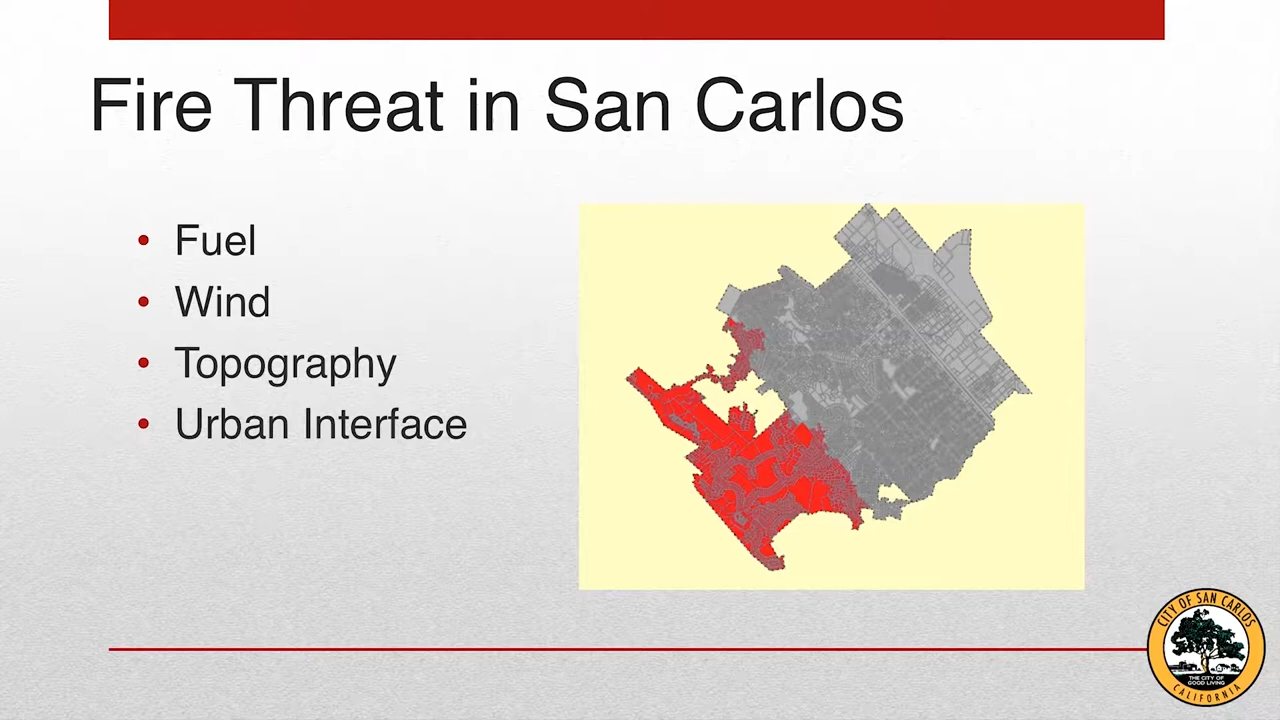 Fire Threat in San Carlos
• Fuel
• Wind
• Topography
• Urban Interface
CITY OF SAN CARLOS
THE CITY OF
GOOD LIVING
CALIFORNIA